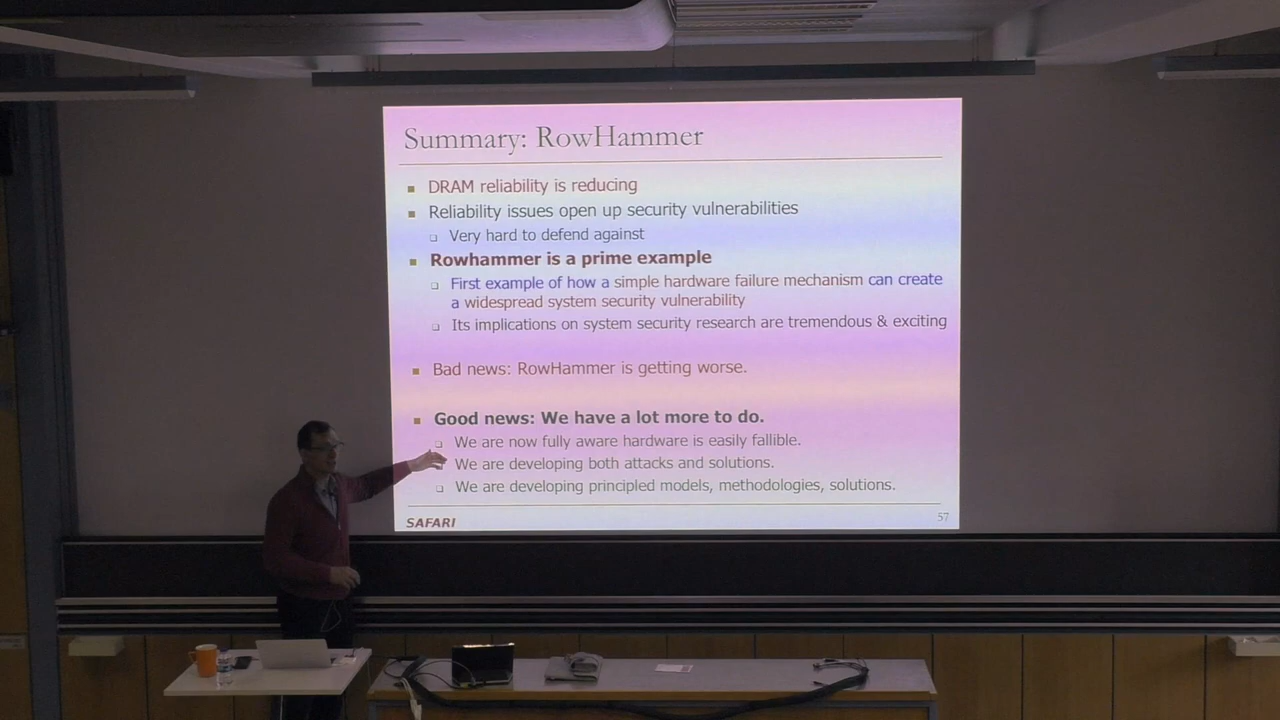 Summary: RowHammer
DRAM reliability is reducing
Reliability issues open up security vulnerabilities
Very hard to defend against
Rowhammer is a prime example
First example of how a simple hardware failure mechanism can create
a widespread system security vulnerability
Its implications on system security research are tremendous & exciting
Bad news: RowHammer is getting worse.
Good news: We have a lot more to do.
We are now fully aware hardware is easily fallible.
We are developing both attacks and solutions.
We are developing principled models, methodologies, solutions.
SAFARI
57